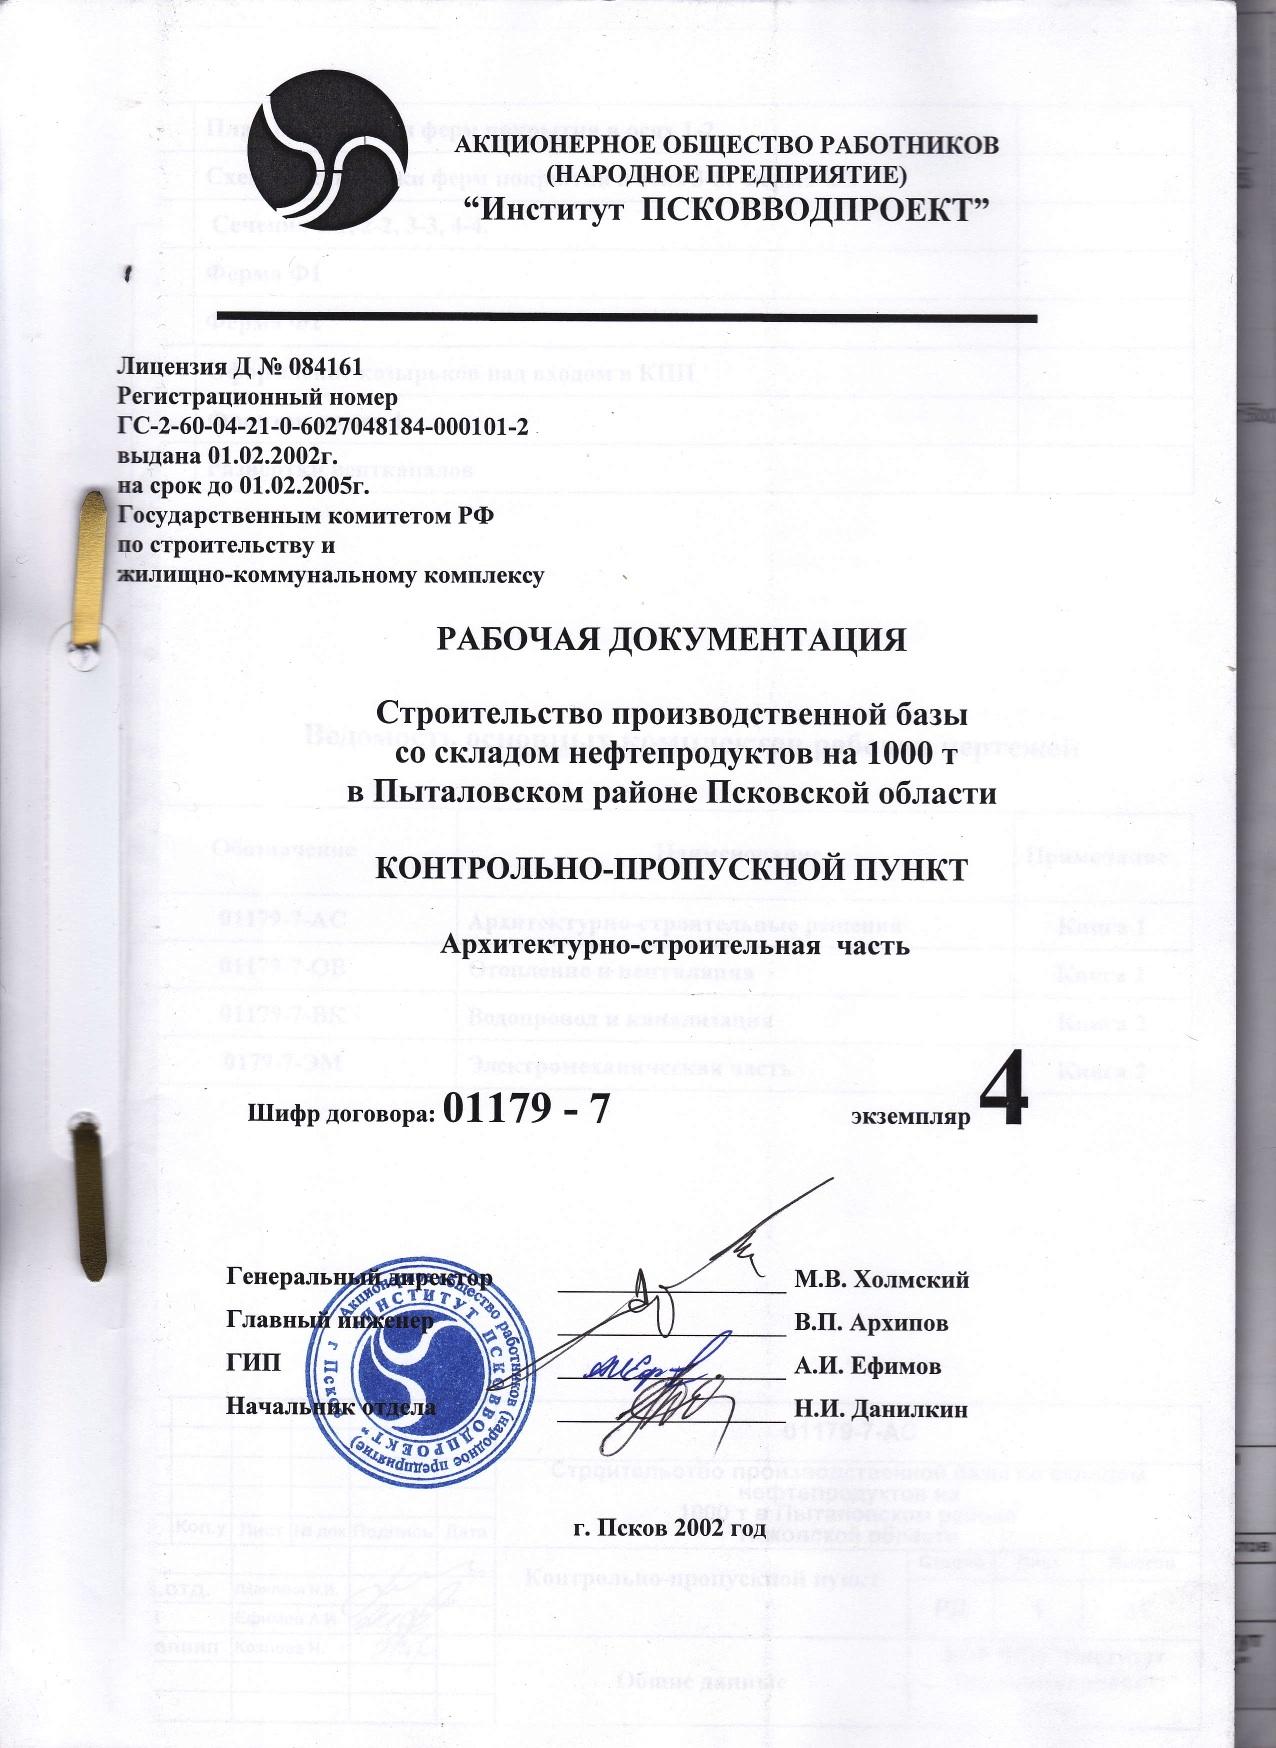 АКЦИОНЕРНОЕ ОБЩЕСТВО РАБОТНИКОВ
(НАРОДНОЕ ПРЕДПРИЯТИЕ)
“Институт ПСКОВВОДПРОЕКТ”
Лицензия Д № 084161
Регистрационный номер
ГС-2-60-04-21-0-6027048184-000101-2
выдана 01.02.2002г.
на срок до 01.02.2005г.
Государственным комитетом РФ
по строительству и
жилищно-коммунальному комплексу
РАБОЧАЯ ДОКУМЕНТАЦИЯ
Строительство производственной базы
со складом нефтепродуктов на 1000 т
в Пыталовском районе Псковской области
КОНТРОЛЬНО-ПРОПУСКНОЙ ПУНКТ
Архитектурно-строительная часть
Шифр договора: 01179 - 7 экземпляр 4
Генеральный директор М.В. Холмский
Главный инженер В.П. Архипов
ГИП А.И. Ефимов
Начальник отдела Н.И. Данилкин
Акционерное общество работников (народное предприятие)
ИНСТИТУТ ПСКОВВОДПРОЕКТ"
г Псков
г. Псков 2002 год